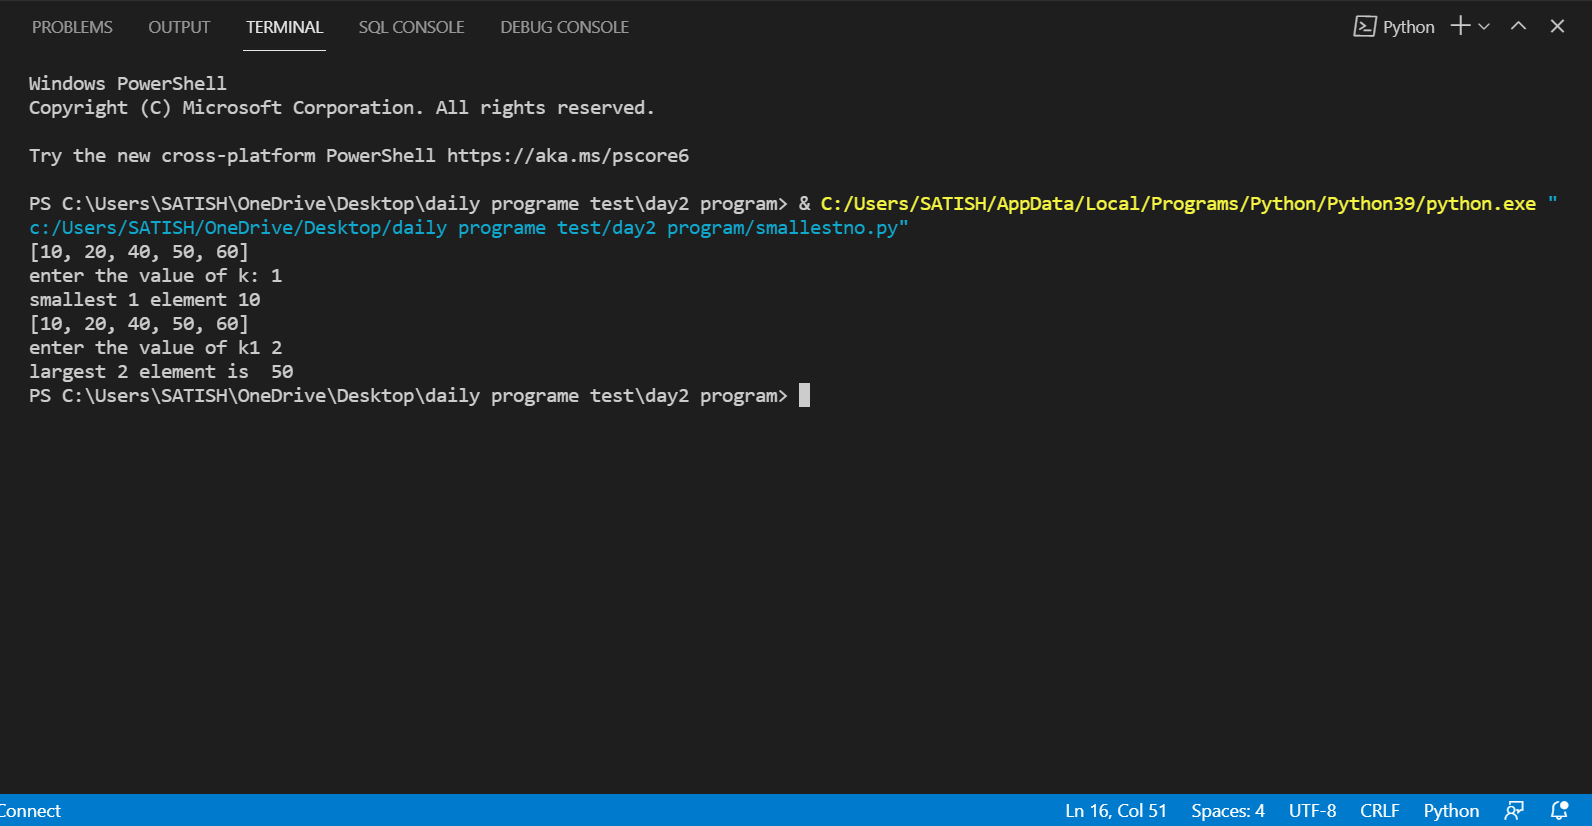 PROBLEMS OUTPUT TERMINAL SQL CONSOLE DEBUG CONSOLE Python
Windows PowerShell
Copyright (C) Microsoft Corporation. All rights reserved.
Try the new cross-platform PowerShell https://aka.ms/pscore6
PS C:\Users\SATISH\OneDrive\Desktop\daily programe test\day2 program> & C:/Users/SATISH/AppData/Local/Programs/Python/Python39/python.exe "
c:/Users/SATISH/OneDrive/Desktop/daily programe test/day2 program/smallestno.py"
[10, 20, 40, 50, 60]
enter the value of k: 1
smallest 1 element 10
[10, 20, 40, 50, 60]
enter the value of k1 2
largest 2 element is  50
PS C:\Users\SATISH\OneDrive\Desktop\daily programe test\day2 program>
Connect Ln 16, Col 51 Spaces: 4 UTF-8 CRLF Python